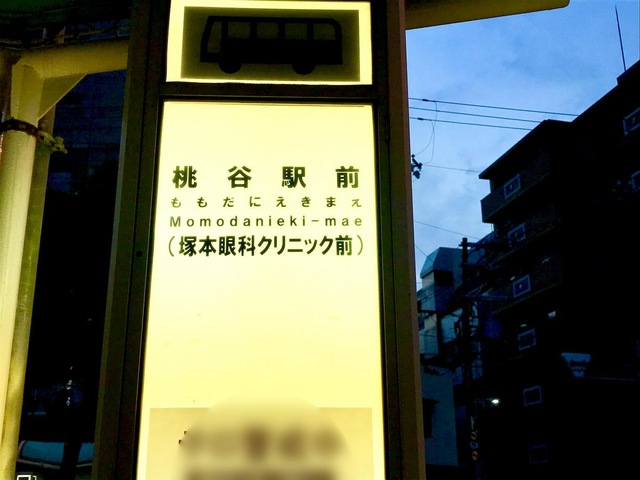 桃谷駅前
ももだにえきまえ
Momodanieki-mae
(塚本眼科クリニック前)